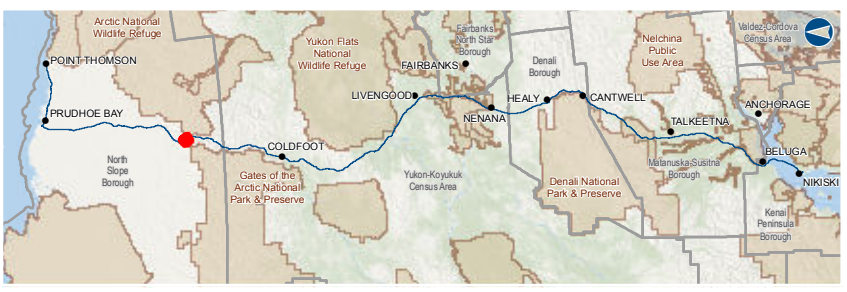 Arctic National
Wildlife Refuge
POINT THOMSON
PRUDHOE BAY
North
Slope
Borough
COLDFOOT
Gates of the
Arctic National
Park & Preserve
Yukon Flats
National
Wildlife Refuge
LIVENGOOD
Fairbanks
North Star
Borough
FAIRBANKS
NENANA
Yukon-Koyukuk
Census Area
Denali
Borough
HEALY
CANTWELL
Denali National
Park & Preserve
Nelchina
Public
Use Area
TALKEETNA
Matanuska-Susitna
Borough
Valdez-Cordova
Census Area
ANCHORAGE
BELUGA
NIKISKI
Kenai
Peninsula
Borough